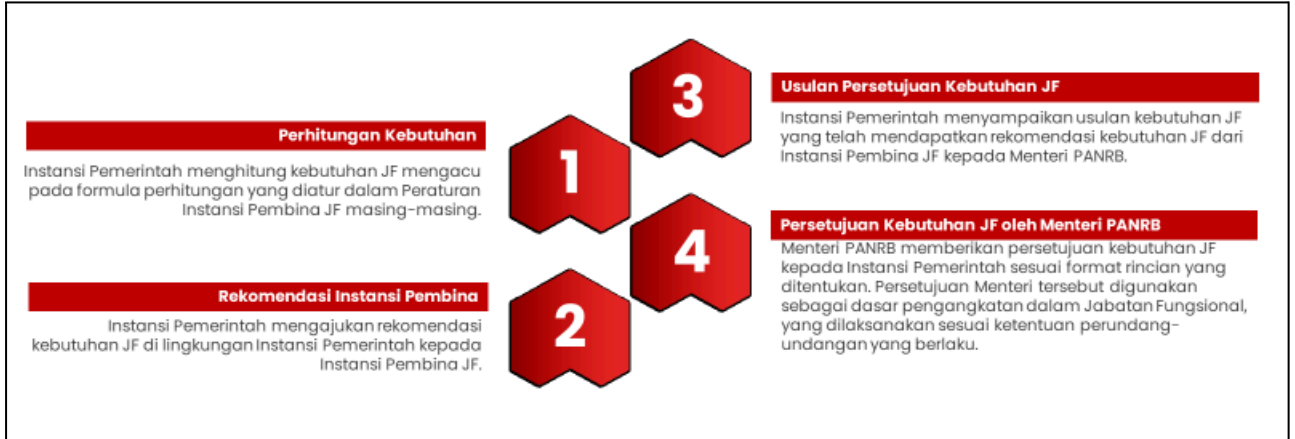 1
Perhitungan Kebutuhan
Instansi Pemerintah menghitung kebutuhan JF mengacu
pada formula perhitungan yang diatur dalam Peraturan
Instansi Pembina JF masing-masing.
2
Rekomendasi Instansi Pembina
Instansi Pemerintah mengajukan rekomendasi
kebutuhan JF di lingkungan Instansi Pemerintah kepada
Instansi Pembina JF.
3
Usulan Persetujuan Kebutuhan JF
Instansi Pemerintah menyampaikan usulan kebutuhan JF
yang telah mendapatkan rekomendasi kebutuhan JF dari
Instansi Pembina JF kepada Menteri PANRB.
4
Persetujuan Kebutuhan JF oleh Menteri PANRB
Menteri PANRB memberikan persetujuan kebutuhan JF
kepada Instansi Pemerintah sesuai format rincian yang
ditentukan. Persetujuan Menteri tersebut digunakan
sebagai dasar pengangkatan dalam Jabatan Fungsional,
yang dilaksanakan sesuai ketentuan perundang-
undangan yang berlaku.